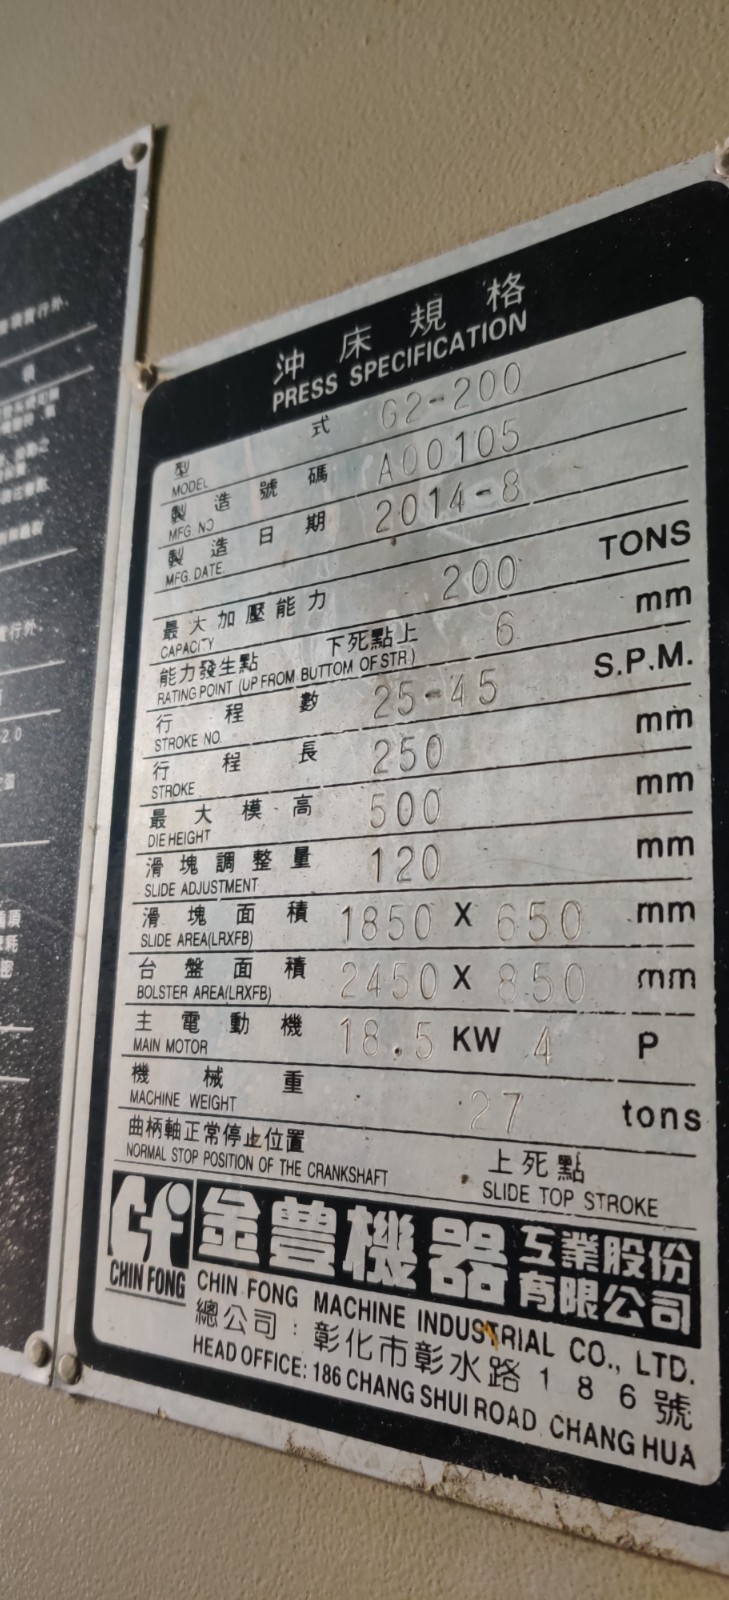 沖床規格
PRESS SPECIFICATION
型式 G2-200
MODEL
製造號碼 A00105
MFG. NO
製造日期 2014-8
MFG. DATE.
最大加壓能力 200 TONS
CAPACITY
能力發生點 下死點上 6 mm
RATING POINT (UP FROM BUTTOM OF STR)
行程數 25-45 S.P.M.
STROKE NO.
行程長 250 mm
STROKE
最大模高 500 mm
DIE HEIGHT
滑塊調整量 120 mm
SLIDE ADJUSTMENT
滑塊面積 1850 X 650 mm
SLIDE AREA(LRXFB)
台盤面積 2450 X 850 mm
BOLSTER AREA(LRXFB)
主電動機 18.5 KW 4 P
MAIN MOTOR
機械重 27 tons
MACHINE WEIGHT
曲柄軸正常停止位置 上死點
NORMAL STOP POSITION OF THE CRANKSHAFT SLIDE TOP STROKE
金豐機器工業股份有限公司
CHIN FONG
CHIN FONG MACHINE INDUSTRIAL CO., LTD.
總公司：彰化市彰水路186號
HEAD OFFICE: 186 CHANG SHUI ROAD CHANG HUA